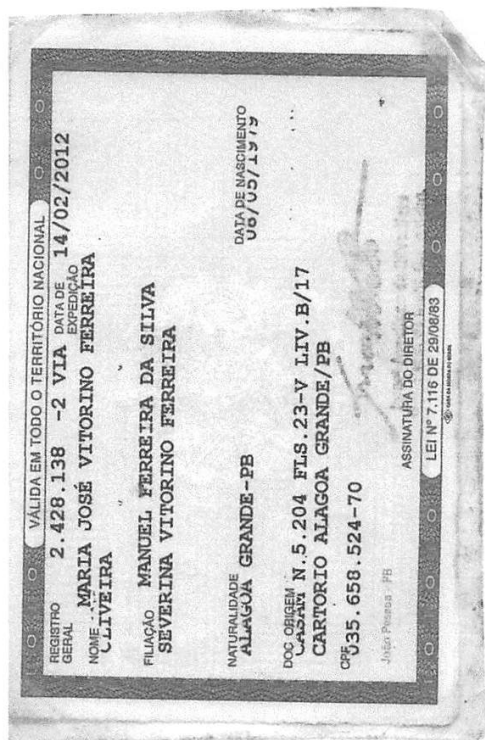 VÁLIDA EM TODO O TERRITÓRIO NACIONAL
REGISTRO GERAL 2.428.138 -2 VIA DATA DE EXPEDIÇÃO 14/02/2012
NOME MARIA JOSÉ VITORINO FERREIRA
OLIVEIRA
FILIAÇÃO MANUEL FERREIRA DA SILVA
SEVERINA VITORINO FERREIRA
NATURALIDADE DATA DE NASCIMENTO
ALAGOA GRANDE-PB 08/05/1979
DOC ORIGEM
CASAM N.5.204 FLS.23-V LIV.B/17
CARTORIO ALAGOA GRANDE/PB
CPF 035.658.524-70
João Pessoa - PB
ASSINATURA DO DIRETOR
LEI Nº 7.116 DE 29/08/83